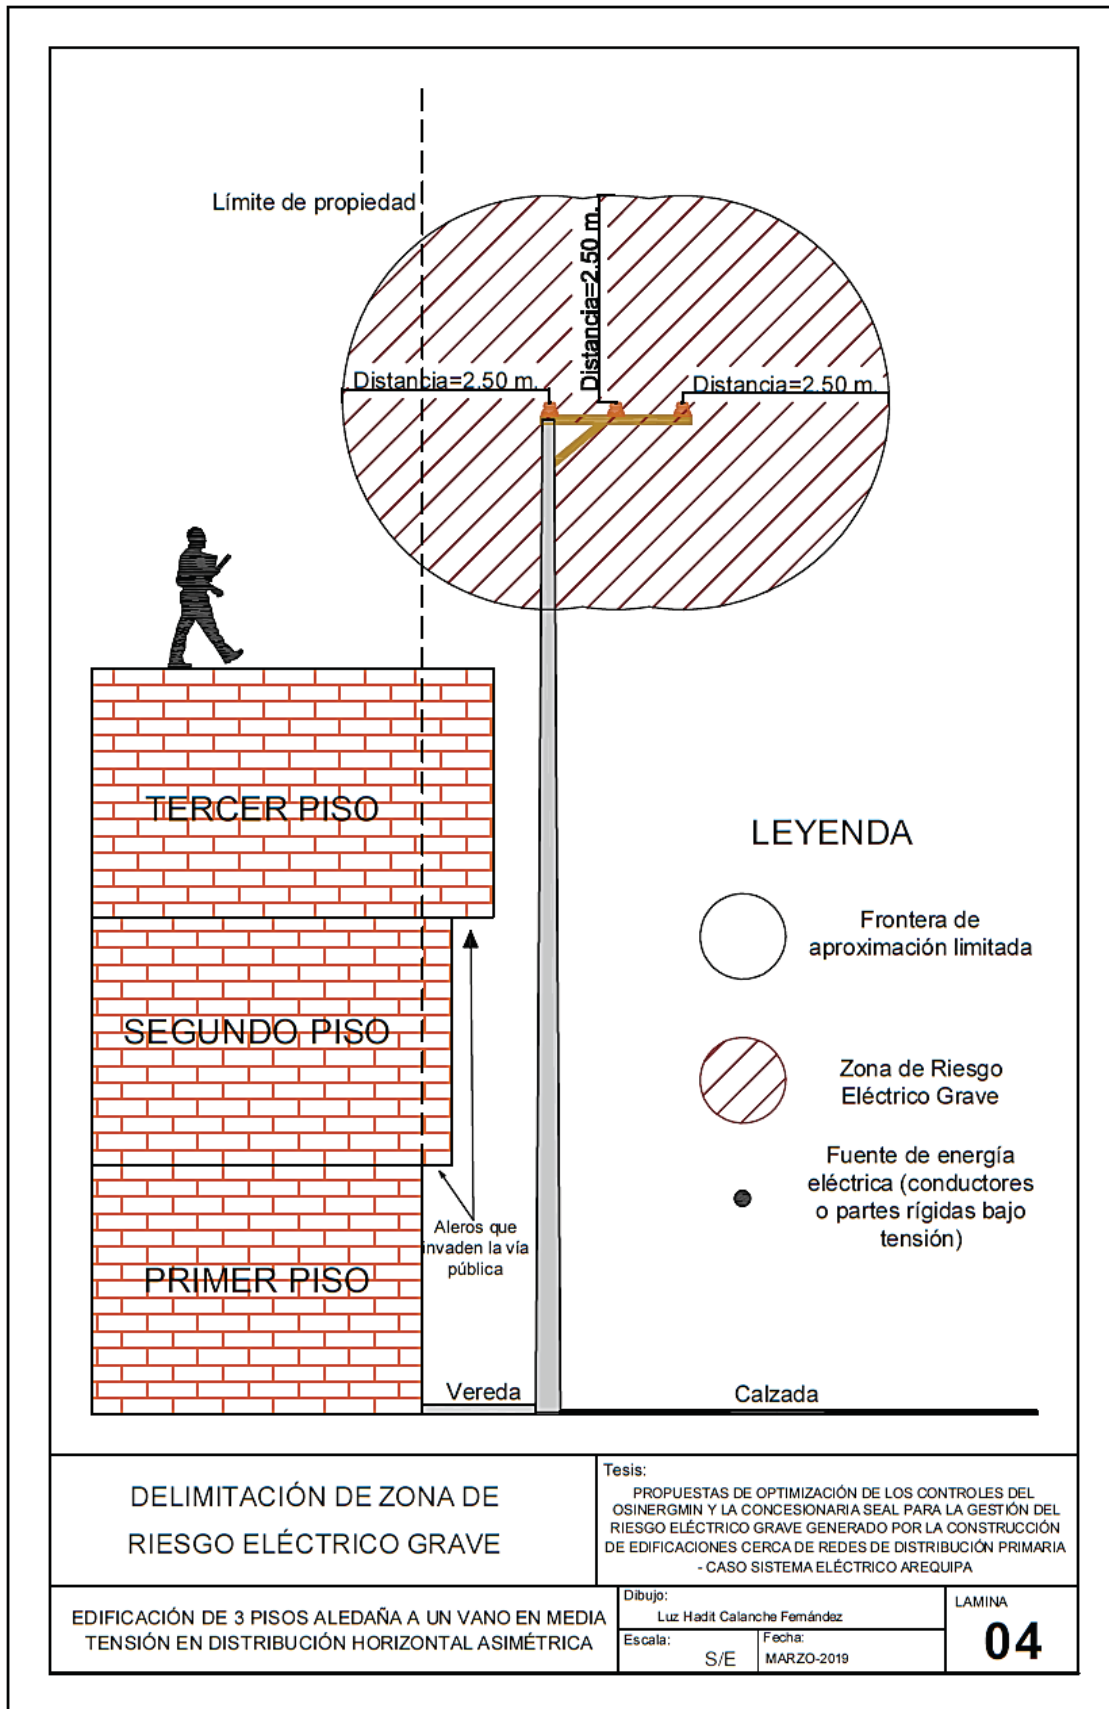 Límite de propiedad
Distancia=2.50 m.
Distancia=2.50 m.
Distancia=2.50 m.
TERCER PISO
SEGUNDO PISO
PRIMER PISO
Aleros que
invaden la vía
pública
Vereda
Calzada
LEYENDA
Frontera de
aproximación limitada
Zona de Riesgo
Eléctrico Grave
Fuente de energía
eléctrica (conductores
o partes rígidas bajo
tensión)
DELIMITACIÓN DE ZONA DE
RIESGO ELÉCTRICO GRAVE
Tesis:
PROPUESTAS DE OPTIMIZACIÓN DE LOS CONTROLES DEL
OSINERGMIN Y LA CONCESIONARIA SEAL PARA LA GESTIÓN DEL
RIESGO ELÉCTRICO GRAVE GENERADO POR LA CONSTRUCCIÓN
DE EDIFICACIONES CERCA DE REDES DE DISTRIBUCIÓN PRIMARIA
- CASO SISTEMA ELÉCTRICO AREQUIPA
EDIFICACIÓN DE 3 PISOS ALEDAÑA A UN VANO EN MEDIA
TENSIÓN EN DISTRIBUCIÓN HORIZONTAL ASIMÉTRICA
Dibujo:
Luz Hadit Calanche Fernández
Escala:
S/E
Fecha:
MARZO-2019
LAMINA
04